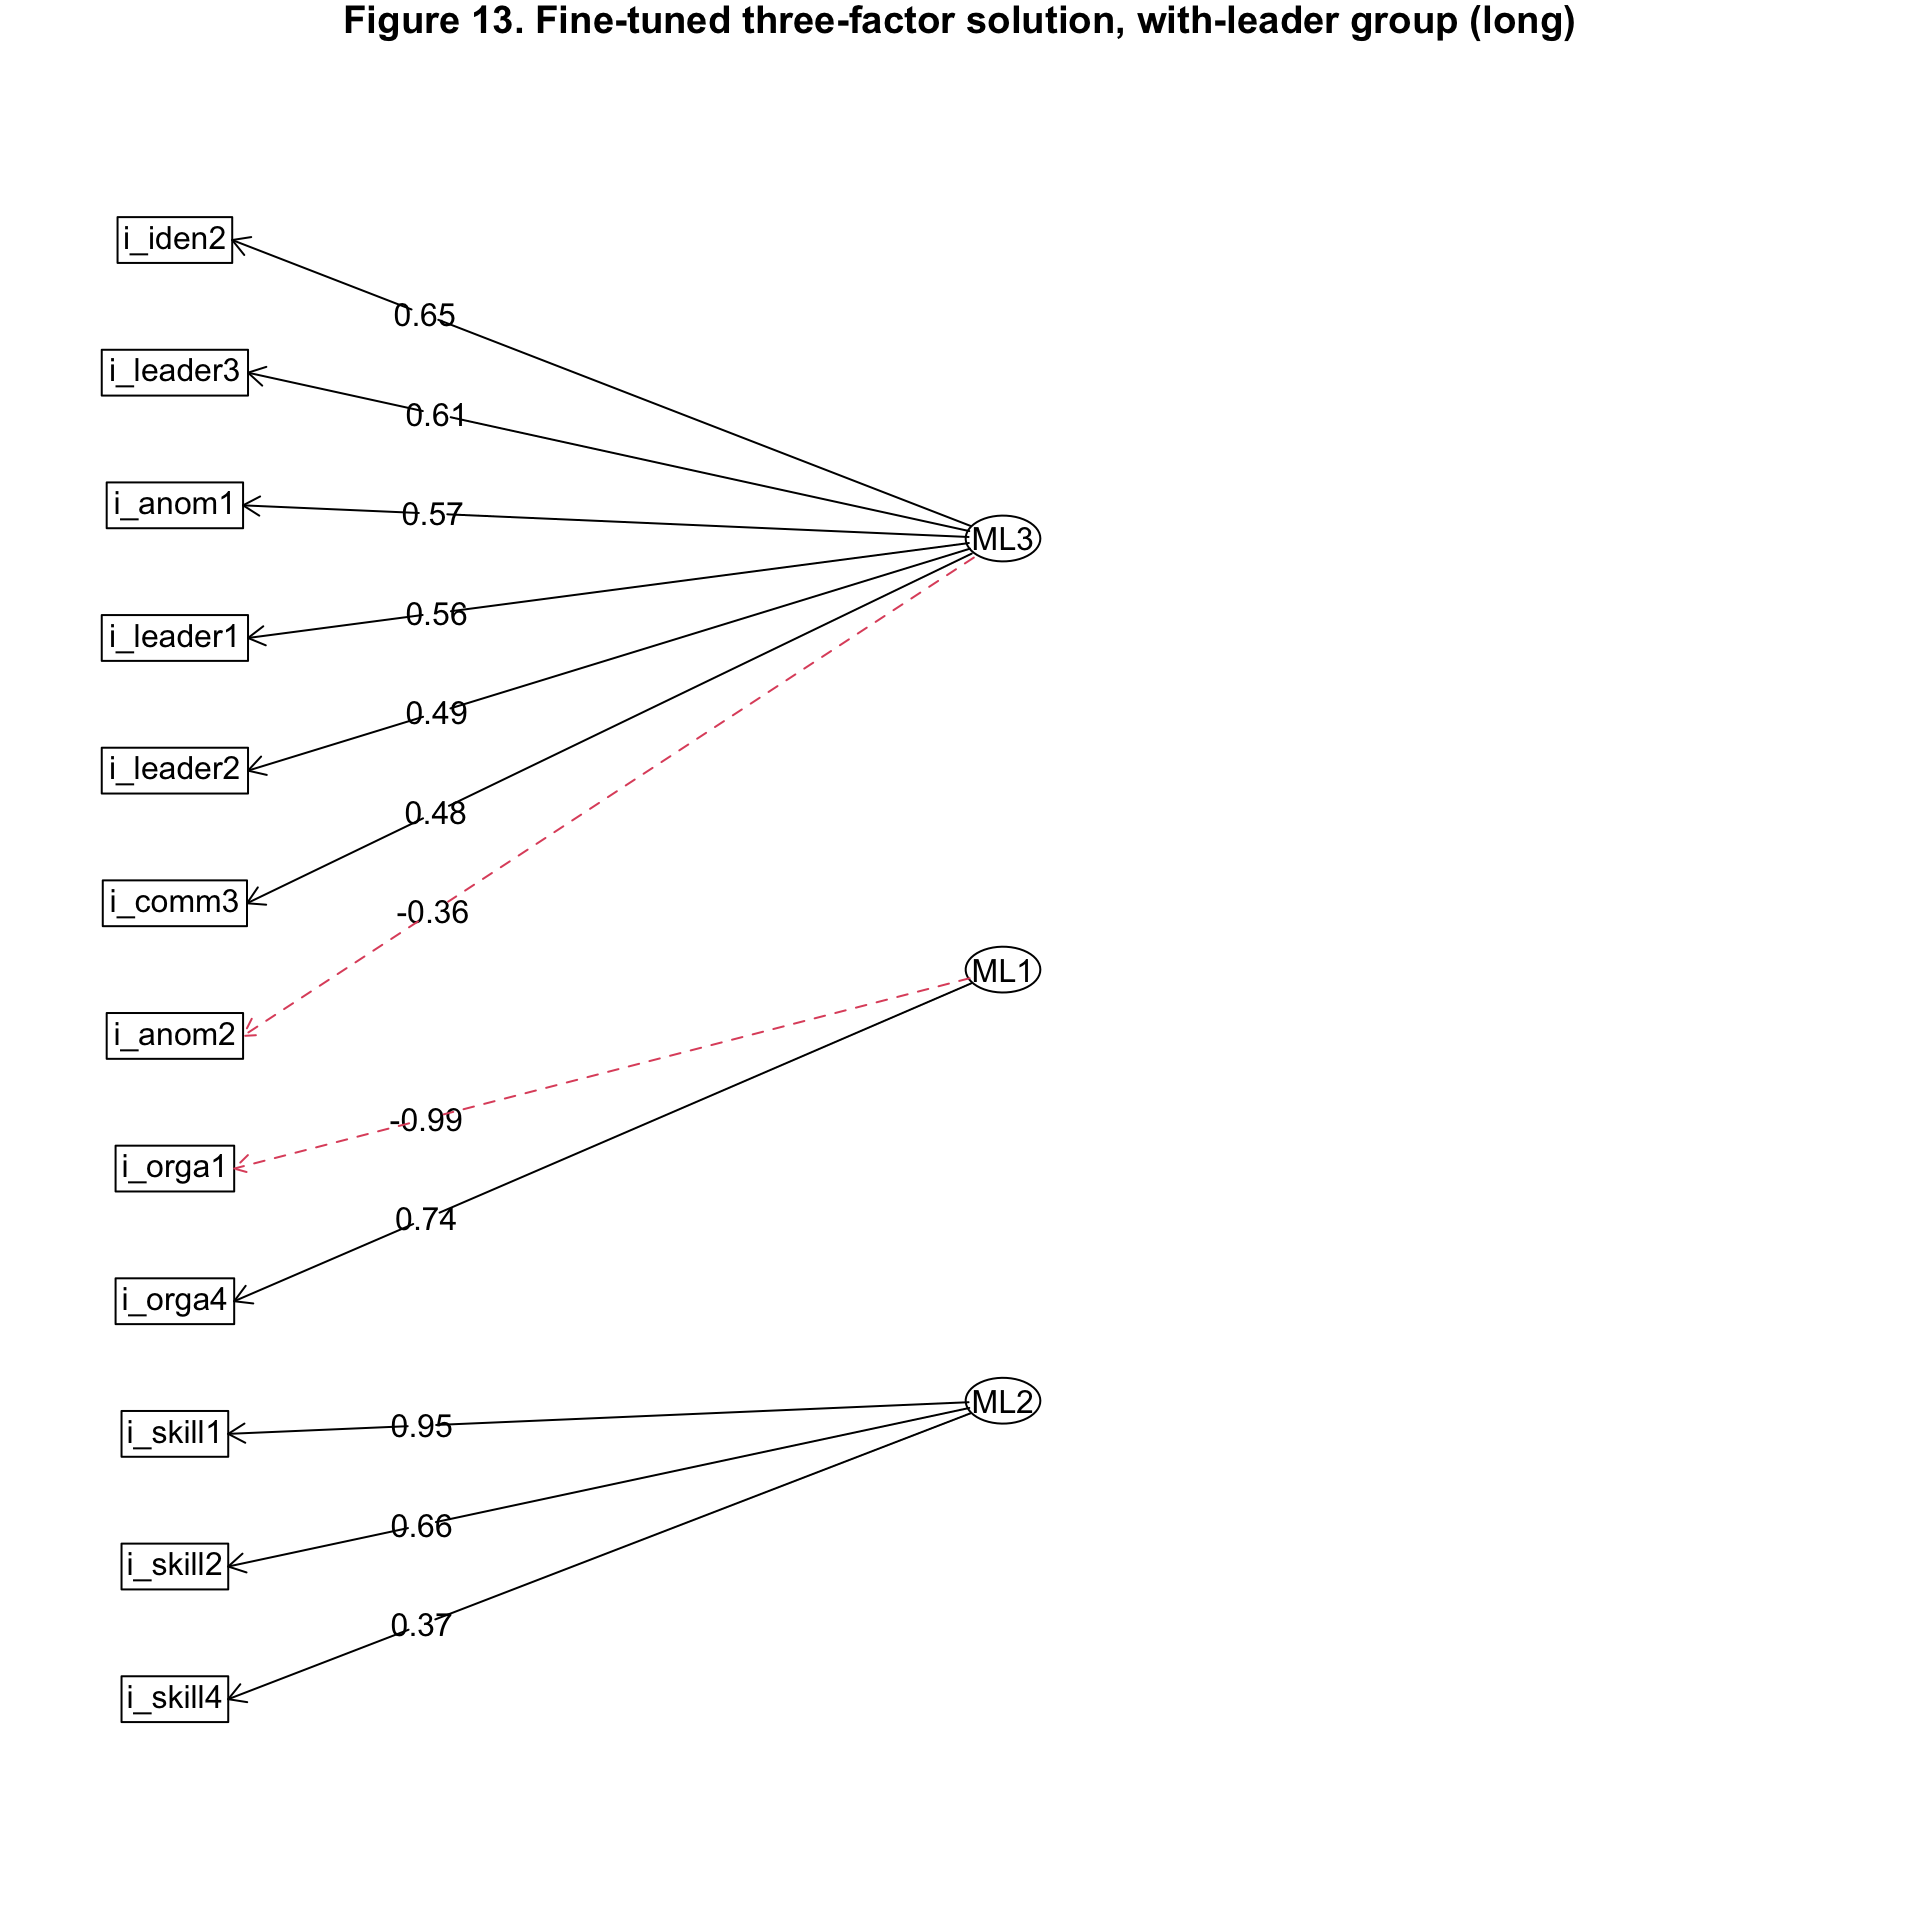 Figure 13. Fine-tuned three-factor solution, with-leader group (long)
i_iden2
0.65
i_leader3
0.61
i_anom1
0.57
ML3
i_leader1
0.56
i_leader2
0.49
i_comm3
0.48
-0.36
ML1
i_anom2
-0.99
i_orga1
0.74
i_orga4
ML2
i_skill1
0.95
i_skill2
0.66
i_skill4
0.37